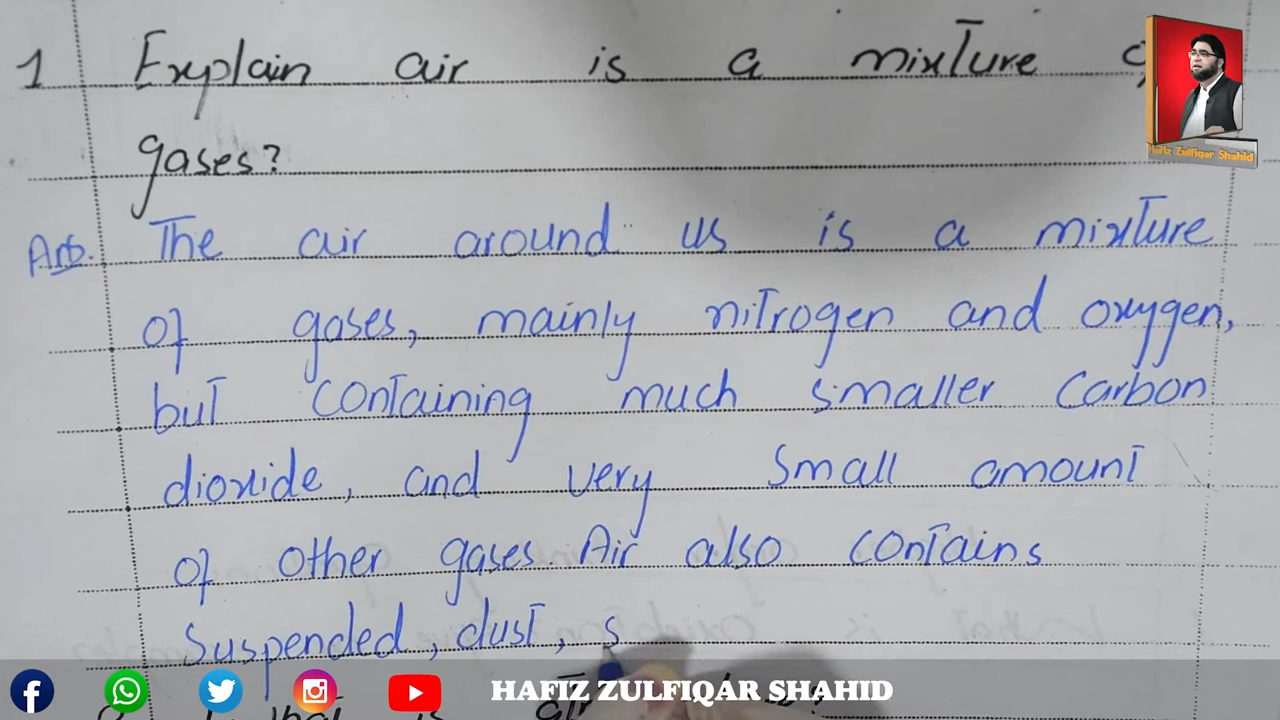 1 Explain air is a mixture
gases?
Ans. The air around us is a mixture
of gases, mainly nitrogen and oxygen,
but containing much smaller Carbon
dioxide, and very small amount
of other gases. Air also contains
Suspended, dust, s
is air
HAFIZ ZULFIQAR SHAHID
Hafiz Zulfiqar Shahid